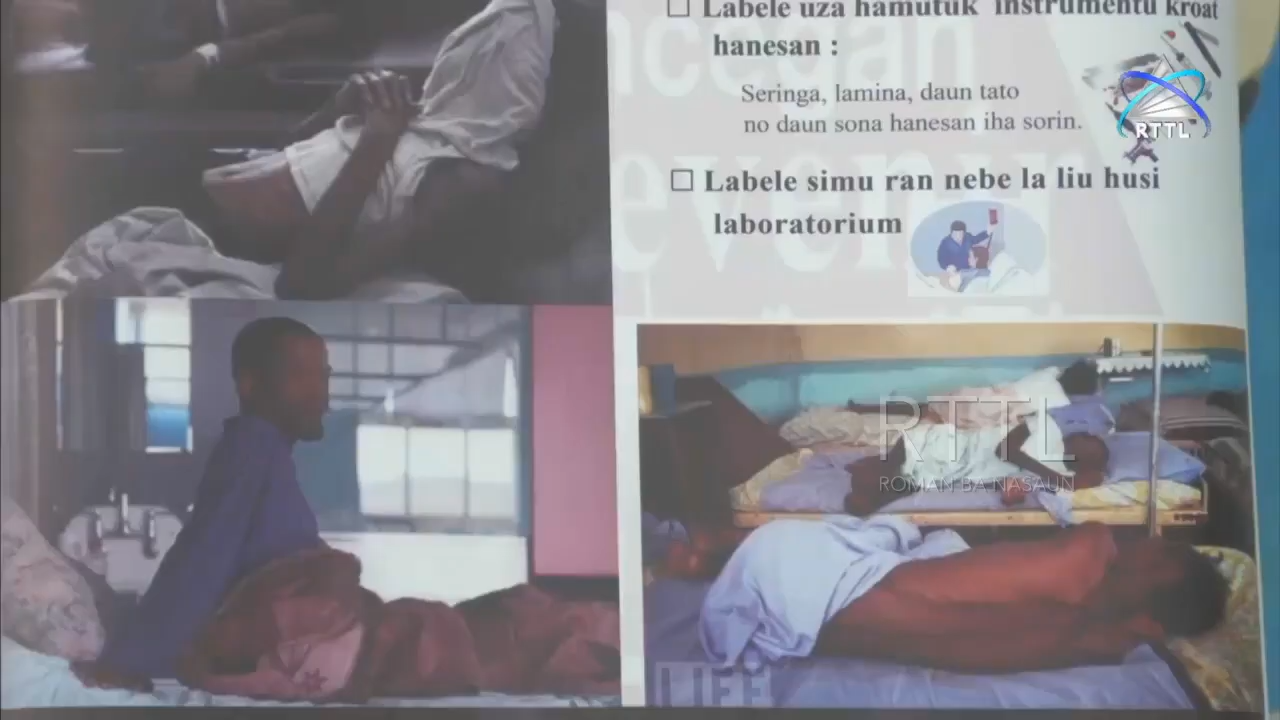 Labele uza hamutuk instrumentu kroat
hanesan :
Seringa, lamina, daun tato
no daun sona hanesan iha sorin.
RTTL
Labele simu ran nebe la liu husi
laboratorium
RTTL
ROMAN BA NASAUN
LIFE